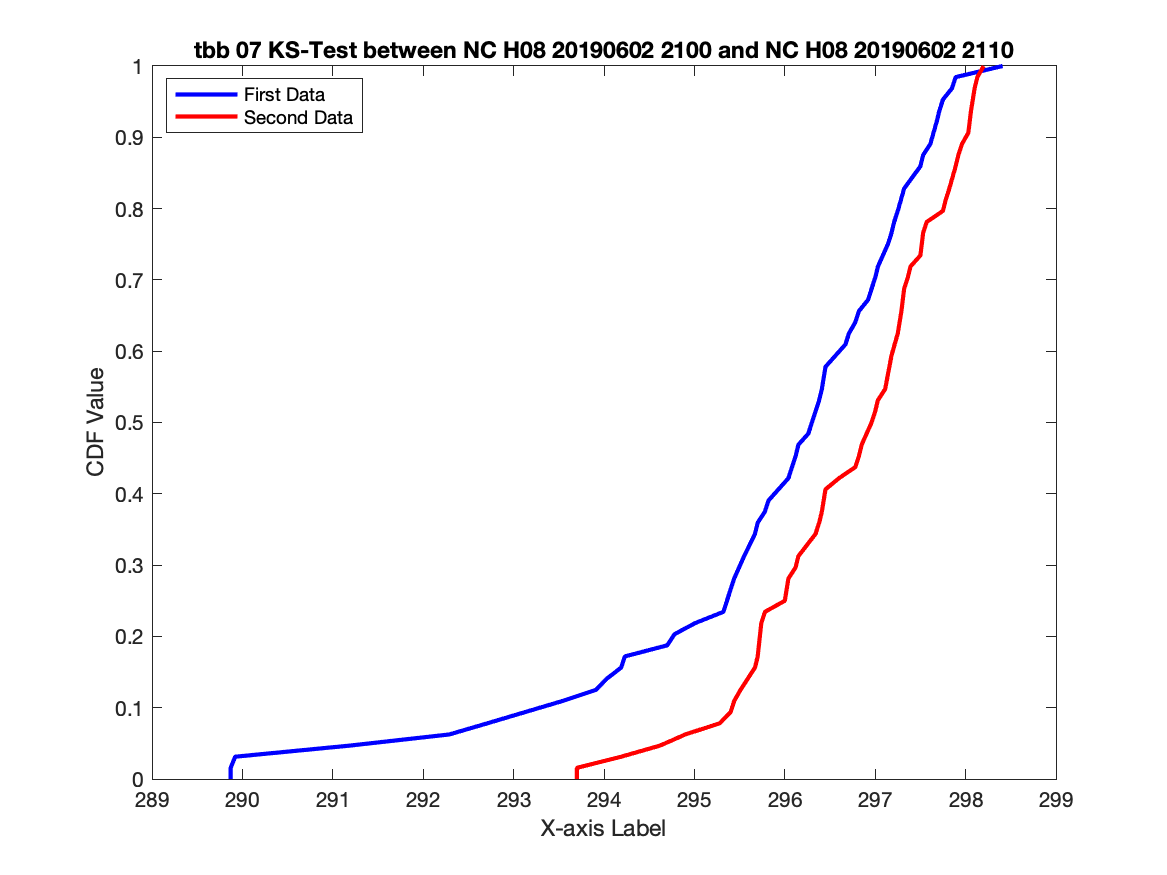 tbb 07 KS-Test between NC H08 20190602 2100 and NC H08 20190602 2110
First Data
Second Data
1
0.9
0.8
0.7
0.6
0.5
0.4
0.3
0.2
0.1
0
CDF Value
289 290 291 292 293 294 295 296 297 298 299
X-axis Label